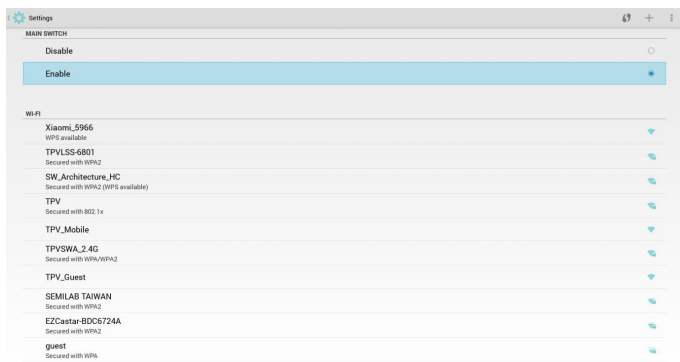 Settings
MAIN SWITCH
Disable
Enable
WI-FI
Xiaomi_5966
WPS available
TPVLSS-6801
Secured with WPA2
SW_Architecture_HC
Secured with WPA2 (WPS available)
TPV
Secured with 802.1x
TPV_Mobile
TPVSWA_2.4G
Secured with WPA/WPA2
TPV_Guest
SEMILAB TAIWAN
Secured with WPA2
EZCastar-BDC6724A
Secured with WPA2
guest
Secured with WPA